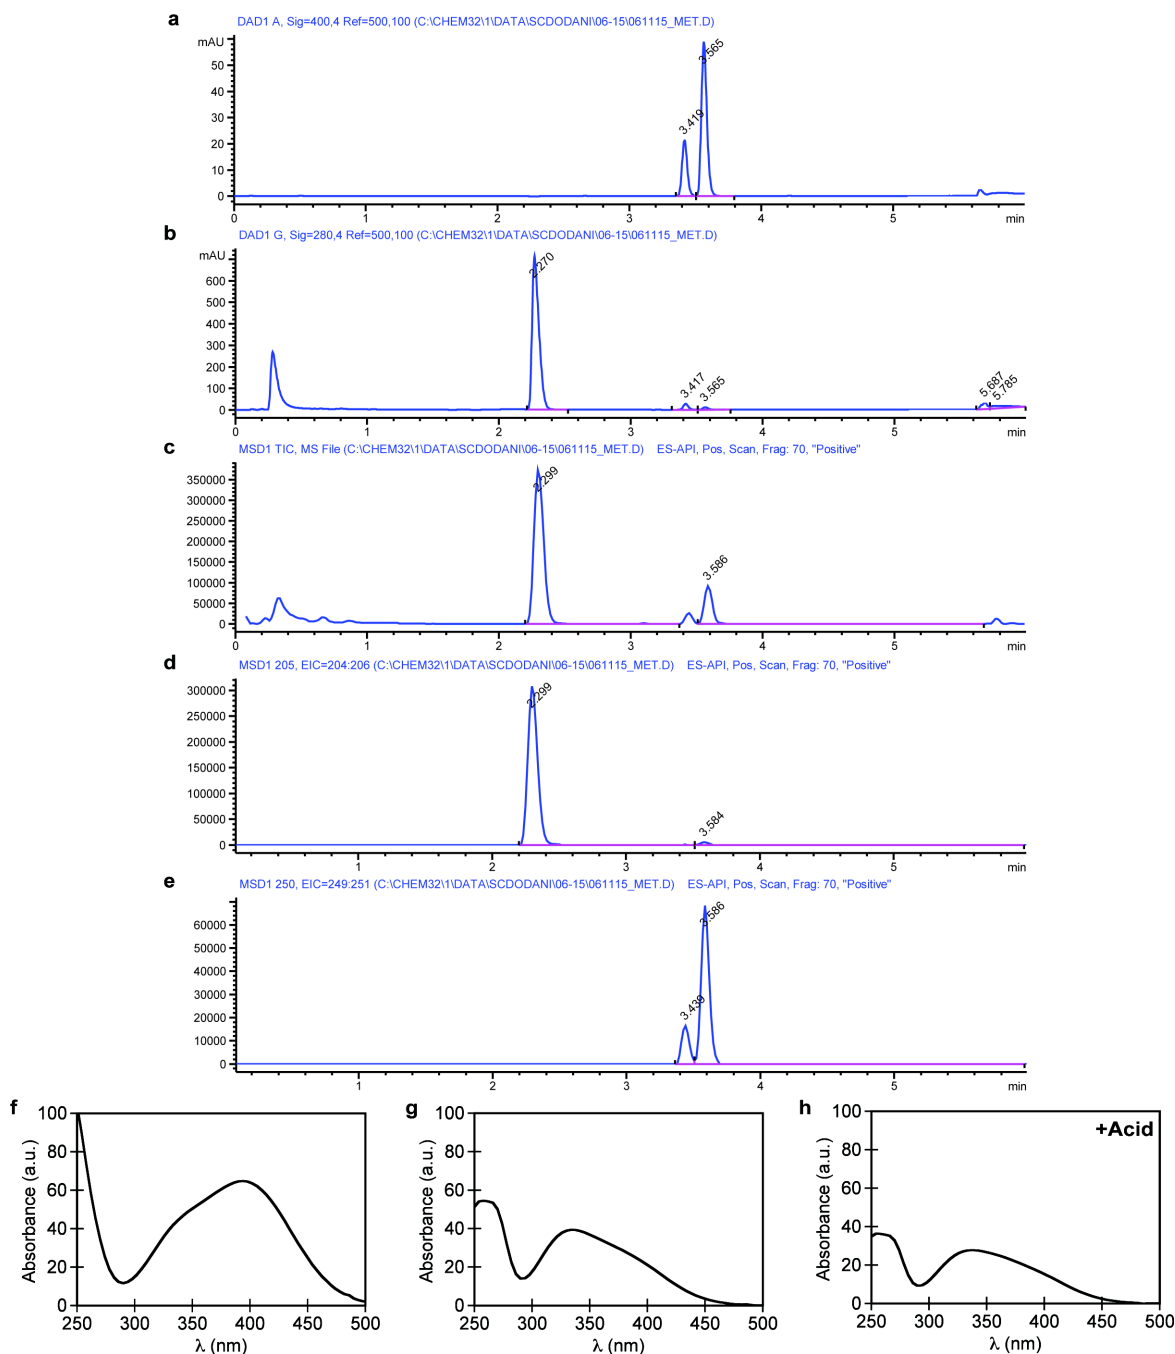 a
DAD1 A, Sig=400,4 Ref=500,100 (C:\CHEM32\1\DATA\SCDODANI\06-15\061115_MET.D)
mAU
50
40
30
20
10
0
3.419
3.565
0 1 2 3 4 5 min
b
DAD1 G, Sig=280,4 Ref=500,100 (C:\CHEM32\1\DATA\SCDODANI\06-15\061115_MET.D)
mAU
600
500
400
300
200
100
0
2.270
3.417
3.565
5.687
5.785
0 1 2 3 4 5 min
c
MSD1 TIC, MS File (C:\CHEM32\1\DATA\SCDODANI\06-15\061115_MET.D) ES-API, Pos, Scan, Frag: 70, "Positive"
350000
300000
250000
200000
150000
100000
50000
0
2.299
3.586
0 1 2 3 4 5 min
d
MSD1 205, EIC=204:206 (C:\CHEM32\1\DATA\SCDODANI\06-15\061115_MET.D) ES-API, Pos, Scan, Frag: 70, "Positive"
300000
250000
200000
150000
100000
50000
0
2.299
3.584
1 2 3 4 5 min
e
MSD1 250, EIC=249:251 (C:\CHEM32\1\DATA\SCDODANI\06-15\061115_MET.D) ES-API, Pos, Scan, Frag: 70, "Positive"
60000
50000
40000
30000
20000
10000
0
3.439
3.586
1 2 3 4 5 min
f
Absorbance (a.u.)
100
80
60
40
20
0
250 300 350 400 450 500
λ (nm)
g
Absorbance (a.u.)
100
80
60
40
20
0
250 300 350 400 450 500
λ (nm)
h
+Acid
Absorbance (a.u.)
100
80
60
40
20
0
250 300 350 400 450 500
λ (nm)